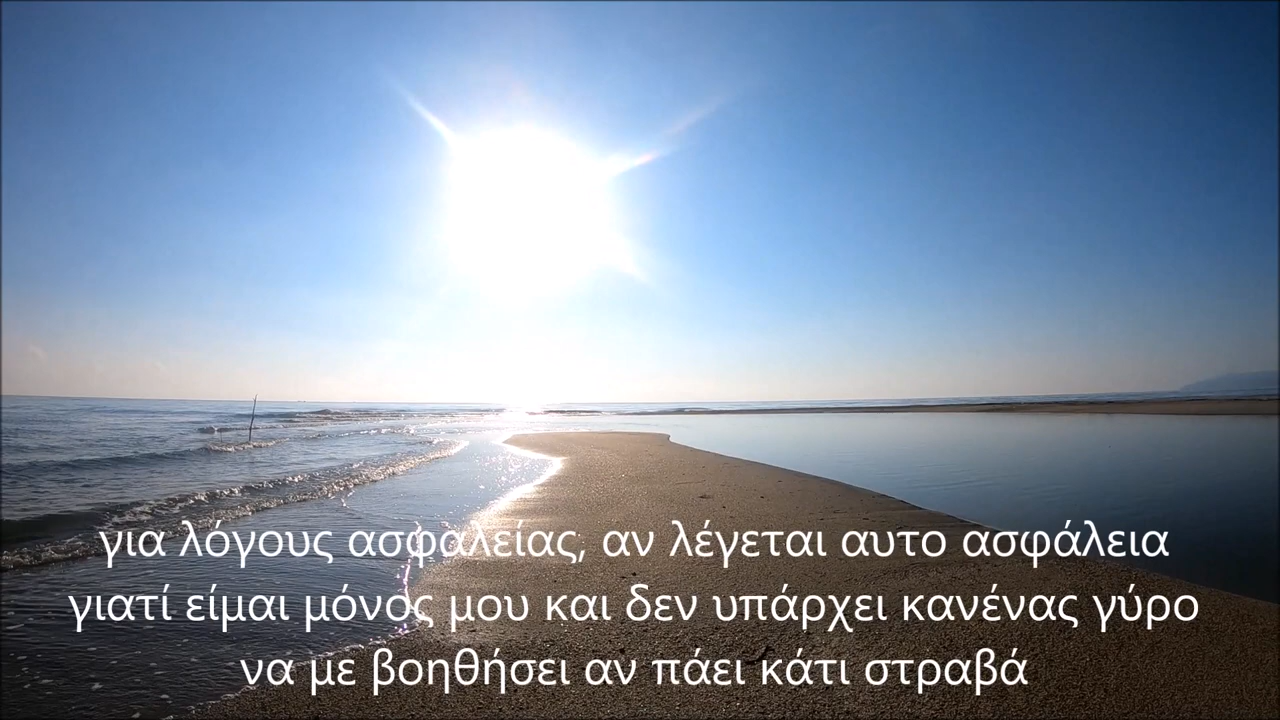 για λόγους ασφαλείας, αν λέγεται αυτο ασφάλεια
γιατί είμαι μόνος μου και δεν υπάρχει κανένας γύρο
να με βοηθήσει αν πάει κάτι στραβά